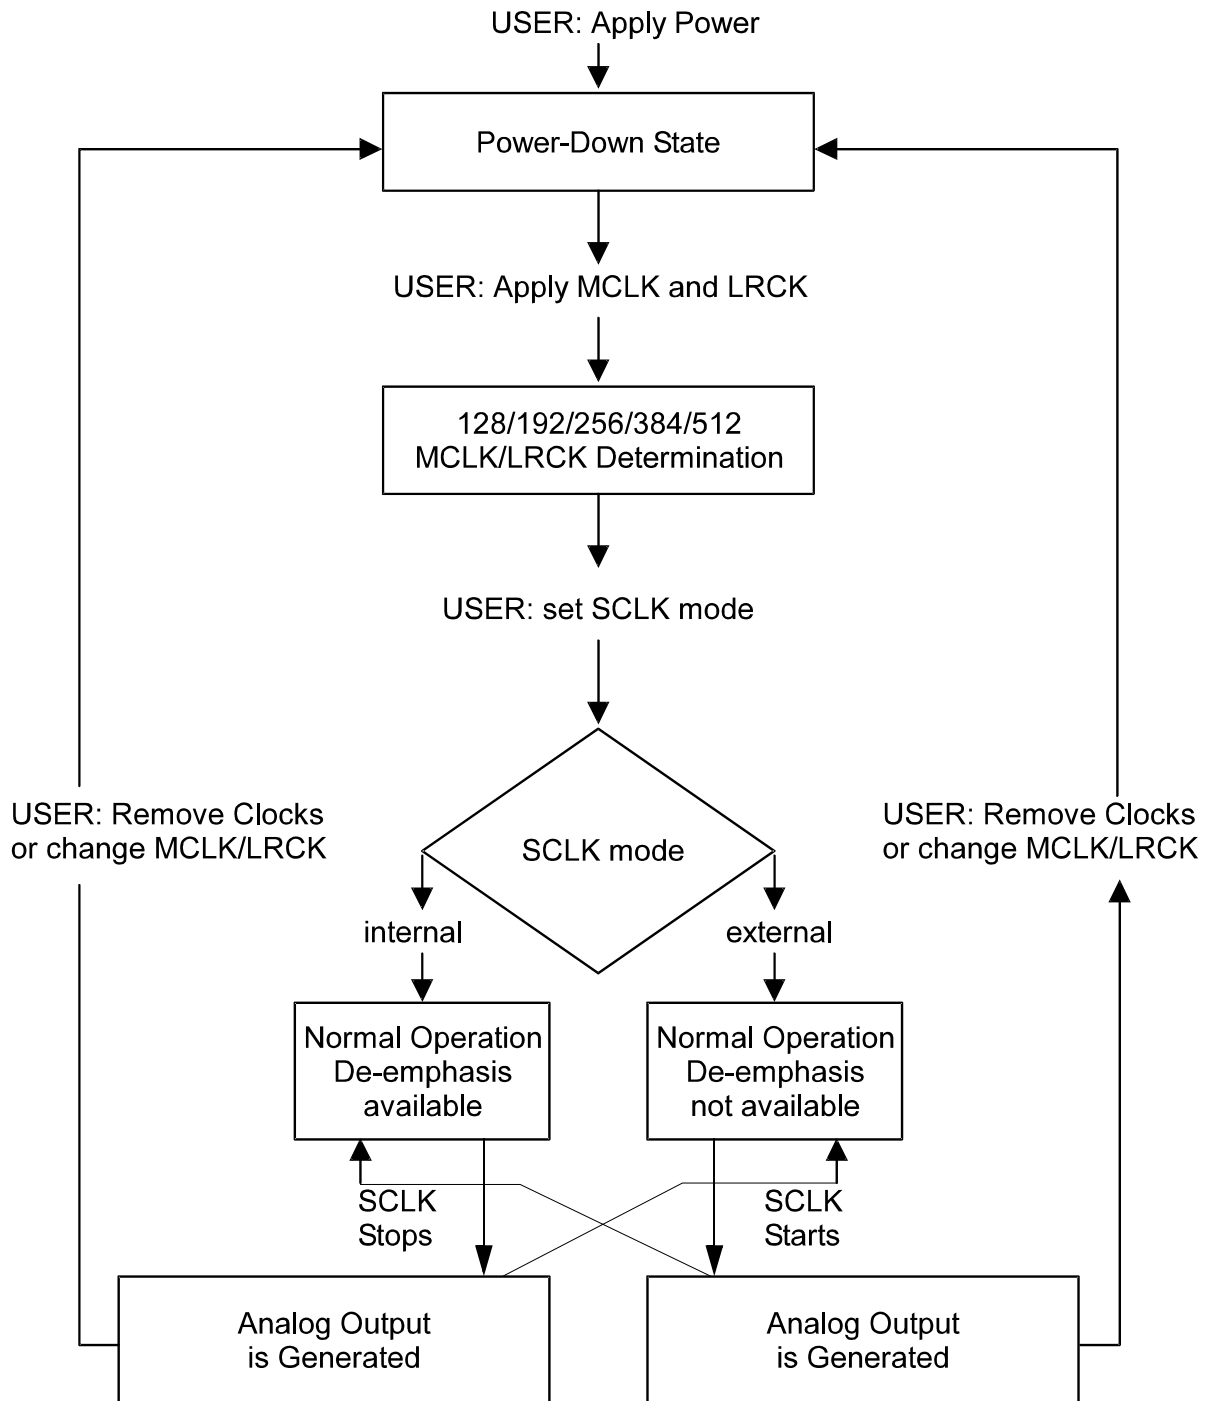 USER: Apply Power
Power-Down State
USER: Apply MCLK and LRCK
128/192/256/384/512
MCLK/LRCK Determination
USER: set SCLK mode
USER: Remove Clocks
or change MCLK/LRCK
SCLK mode
USER: Remove Clocks
or change MCLK/LRCK
internal
external
Normal Operation
De-emphasis
available
Normal Operation
De-emphasis
not available
SCLK
Stops
SCLK
Starts
Analog Output
is Generated
Analog Output
is Generated